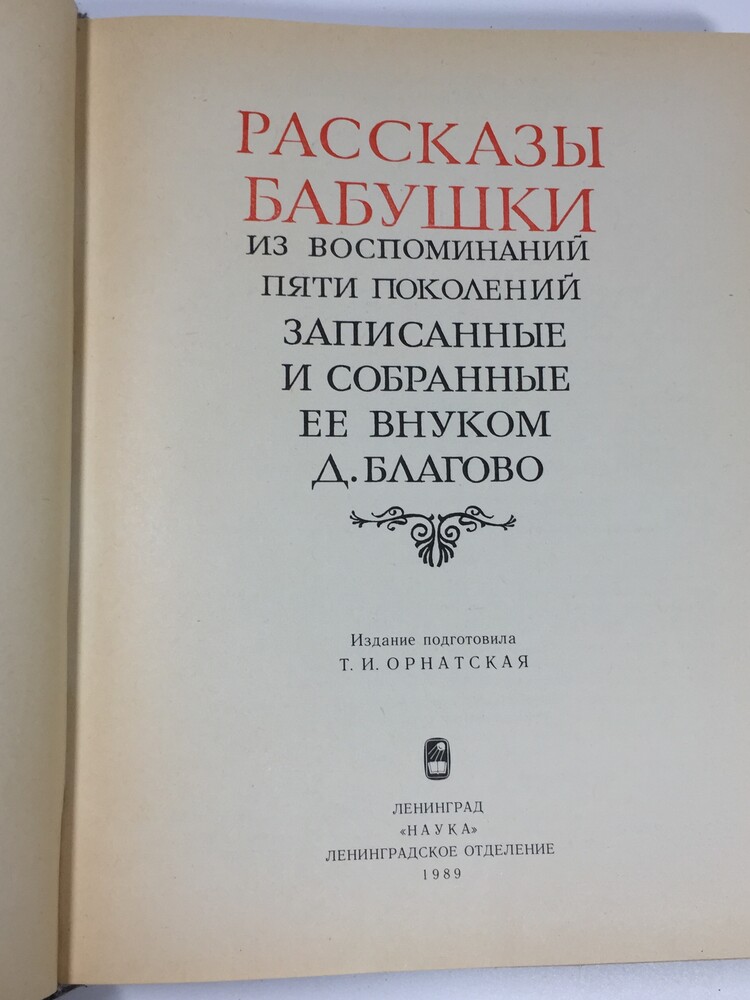 РАССКАЗЫ
БАБУШКИ
ИЗ ВОСПОМИНАНИЙ
ПЯТИ ПОКОЛЕНИЙ
ЗАПИСАННЫЕ
И СОБРАННЫЕ
ЕЕ ВНУКОМ
Д. БЛАГОВО
Издание подготовила
Т. И. ОРНАТСКАЯ
ЛЕНИНГРАД
«НАУКА»
ЛЕНИНГРАДСКОЕ ОТДЕЛЕНИЕ
1989